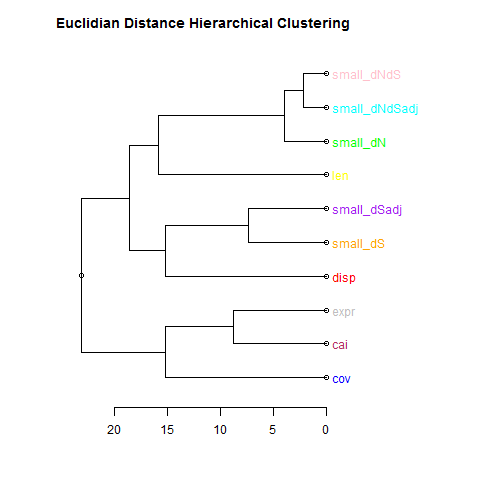 Euclidian Distance Hierarchical Clustering
small_dNdS
small_dNdSadj
small_dN
len
small_dSadj
small_dS
disp
expr
cai
cov
20 15 10 5 0